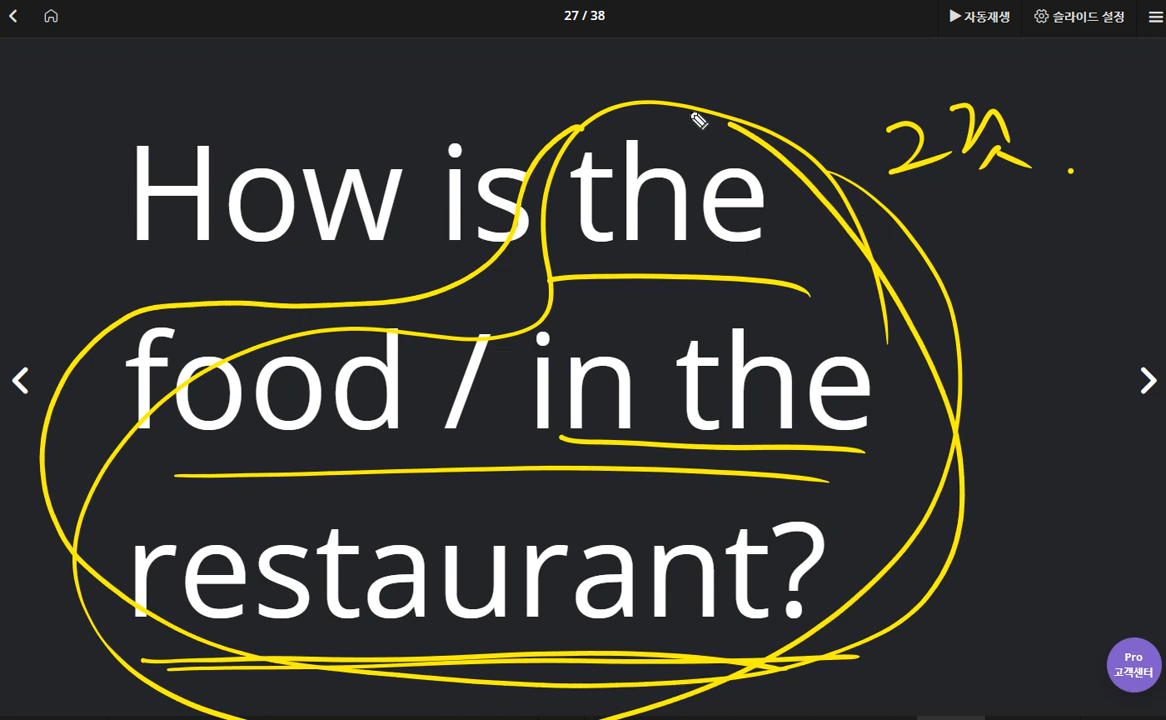 27 / 38
▶ 자동재생
슬라이드 설정
How is the
food / in the
restaurant?
Pro
고객센터